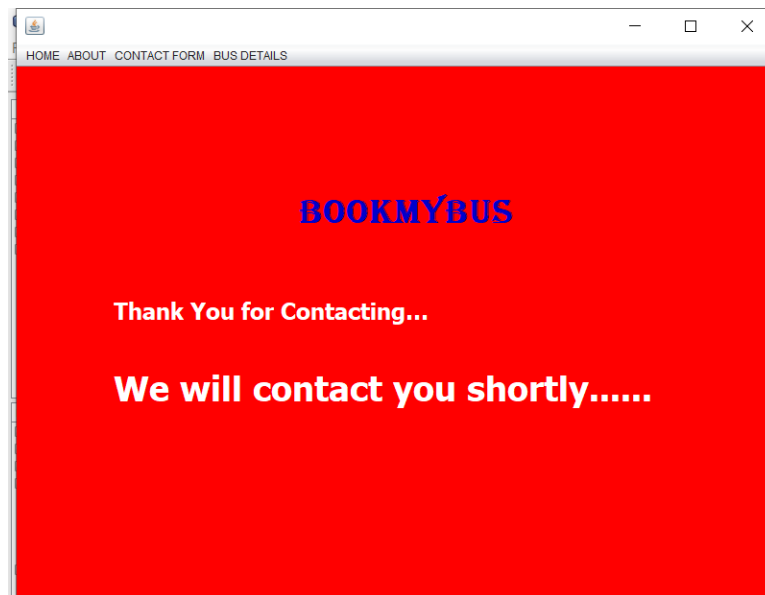 HOME ABOUT CONTACT FORM BUS DETAILS
BOOKMYBUS
Thank You for Contacting...
We will contact you shortly......